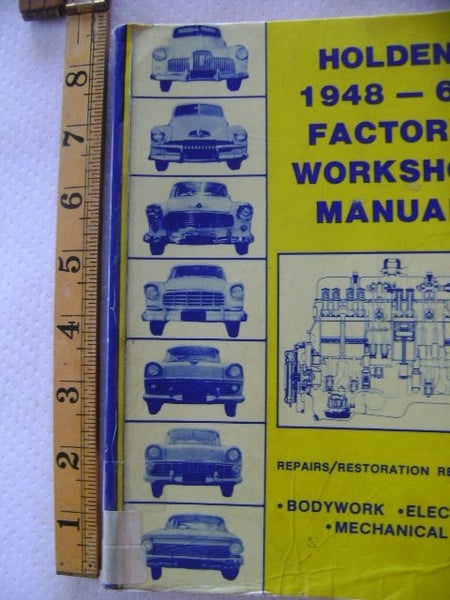 HOLDEN
1948 — 6
FACTOR
WORKSHO
MANUA
REPAIRS/RESTORATION RE
•BODYWORK •ELEC
•MECHANICAL
8
7
6
5
4
3
2
1